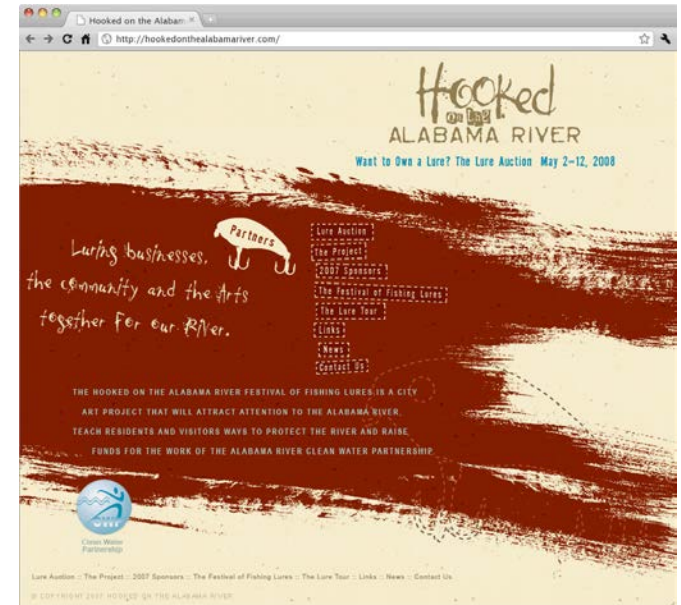 Hooked on the Alabam
http://hookedonthealabamariver.com/
Hooked
on the
ALABAMA RIVER
Want to Own a Lure? The Lure Auction May 2–12, 2008
Partners
Luring businesses,
the community and the Arts
together For our River.
Lure Auction
The Project
2007 Sponsors
The Festival of Fishing Lures
The Lure Tour
Links
News
Contact Us
THE HOOKED ON THE ALABAMA RIVER FESTIVAL OF FISHING LURES IS A CITY
ART PROJECT THAT WILL ATTRACT ATTENTION TO THE ALABAMA RIVER,
TEACH RESIDENTS AND VISITORS WAYS TO PROTECT THE RIVER AND RAISE
FUNDS FOR THE WORK OF THE ALABAMA RIVER CLEAN WATER PARTNERSHIP
Clean Water
Partnership
Lure Auction :: The Project :: 2007 Sponsors :: The Festival of Fishing Lures :: The Lure Tour :: Links :: News :: Contact Us
© COPYRIGHT 2007 HOOKED ON THE ALABAMA RIVER